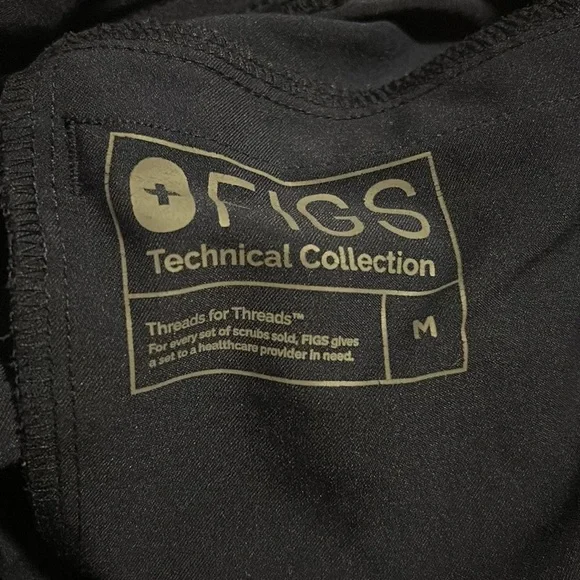 FIGS
Technical Collection
Threads for Threads™
For every set of scrubs sold, FIGS gives
a set to a healthcare provider in need.
M